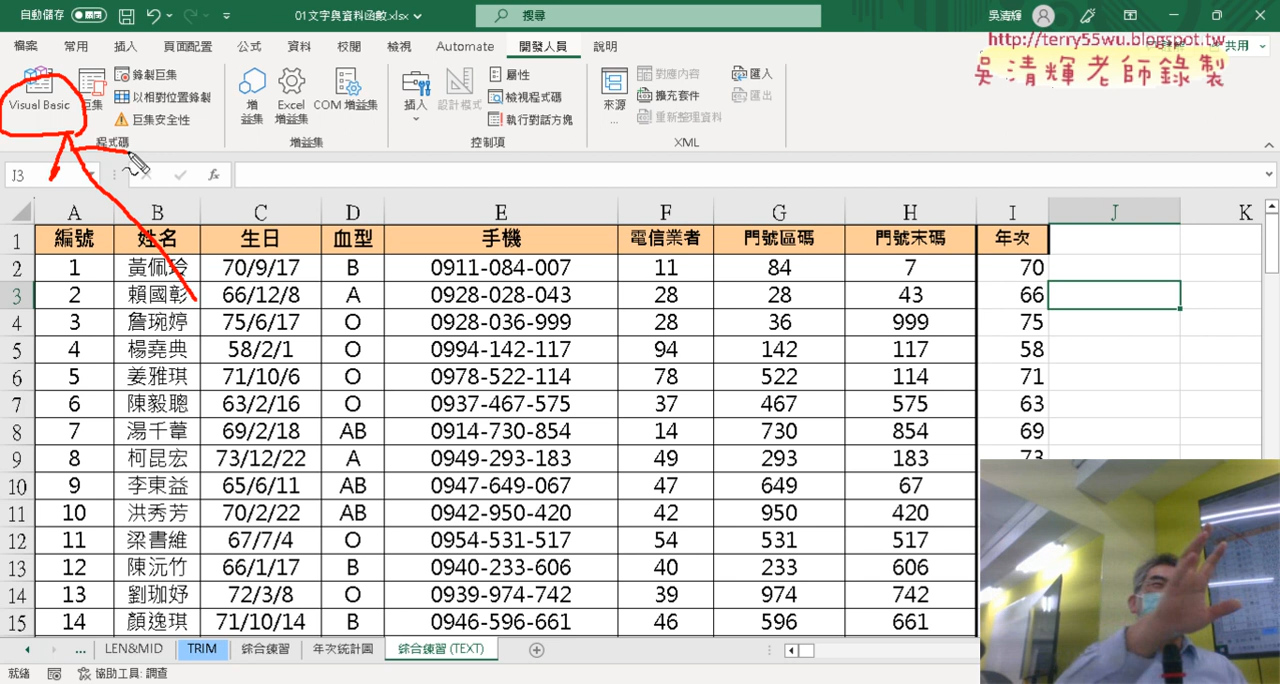 自動儲存 關閉 01文字與資料函數.xlsx 搜尋 吳清輝
http://terry55wu.blogspot.tw
吳清輝老師錄製
檔案 常用 插入 頁面配置 公式 資料 校閱 檢視 Automate 開發人員 說明 共用
Visual Basic 巨集 錄製巨集 以相對位置錄製 巨集安全性
程式碼
增益集 Excel 增益集 COM 增益集
增益集
插入 設計模式 屬性 檢視程式碼 執行對話方塊
控制項
來源... 對應內容 擴充套件 重新整理資料 匯入 匯出
XML
J3 fx
A B C D E F G H I J K
1 編號 姓名 生日 血型 手機 電信業者 門號區碼 門號末碼 年次
2 1 黃佩玲 70/9/17 B 0911-084-007 11 84 7 70
3 2 賴國彰 66/12/8 A 0928-028-043 28 28 43 66
4 3 詹琬婷 75/6/17 O 0928-036-999 28 36 999 75
5 4 楊堯典 58/2/1 O 0994-142-117 94 142 117 58
6 5 姜雅琪 71/10/6 O 0978-522-114 78 522 114 71
7 6 陳毅聰 63/2/16 O 0937-467-575 37 467 575 63
8 7 湯千葦 69/2/18 AB 0914-730-854 14 730 854 69
9 8 柯昆宏 73/12/22 A 0949-293-183 49 293 183 73
10 9 李東益 65/6/11 AB 0947-649-067 47 649 67
11 10 洪秀芳 70/2/22 AB 0942-950-420 42 950 420
12 11 梁書維 67/7/4 O 0954-531-517 54 531 517
13 12 陳沅竹 66/1/17 B 0940-233-606 40 233 606
14 13 劉珈妤 72/3/8 O 0939-974-742 39 974 742
15 14 顏逸琪 71/10/14 B 0946-596-661 46 596 661
... LEN&MID TRIM 綜合練習 年次統計圖 綜合練習 (TEXT)
就緒 協助工具: 調查